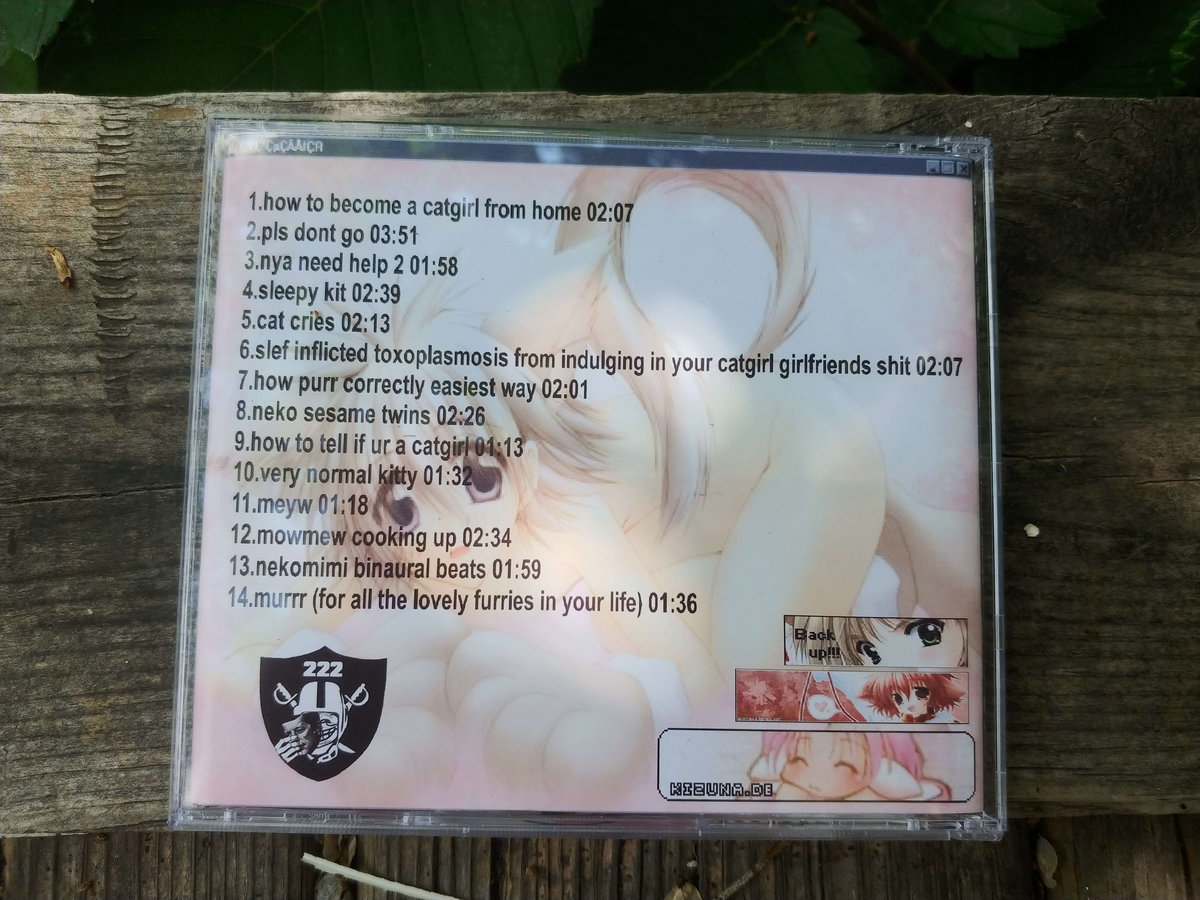 1.how to become a catgirl from home 02:07
2.pls dont go 03:51
3.nya need help 2 01:58
4.sleepy kit 02:39
5.cat cries 02:13
6.slef inflicted toxoplasmosis from indulging in your catgirl girlfriends shit 02:07
7.how purr correctly easiest way 02:01
8.neko sesame twins 02:26
9.how to tell if ur a catgirl 01:13
10.very normal kitty 01:32
11.meyw 01:18
12.mowmew cooking up 02:34
13.nekomimi binaural beats 01:59
14.murrr (for all the lovely furries in your life) 01:36
222
Back
up!!!
KIZUNA.DE